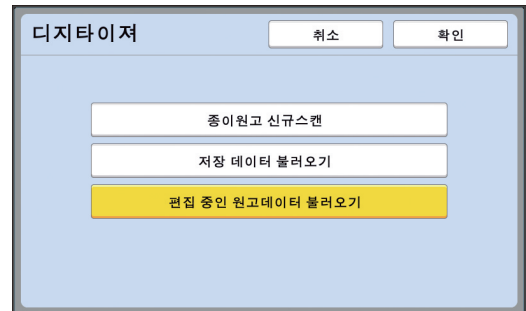 디지타이져
취소
확인
종이원고 신규스캔
저장 데이터 불러오기
편집 중인 원고데이터 불러오기